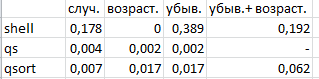 случ. возраст. убыв. убыв.+ возраст.
shell 0,178 0 0,389 0,192
qs 0,004 0,002 0,002 -
qsort 0,007 0,017 0,017 0,062